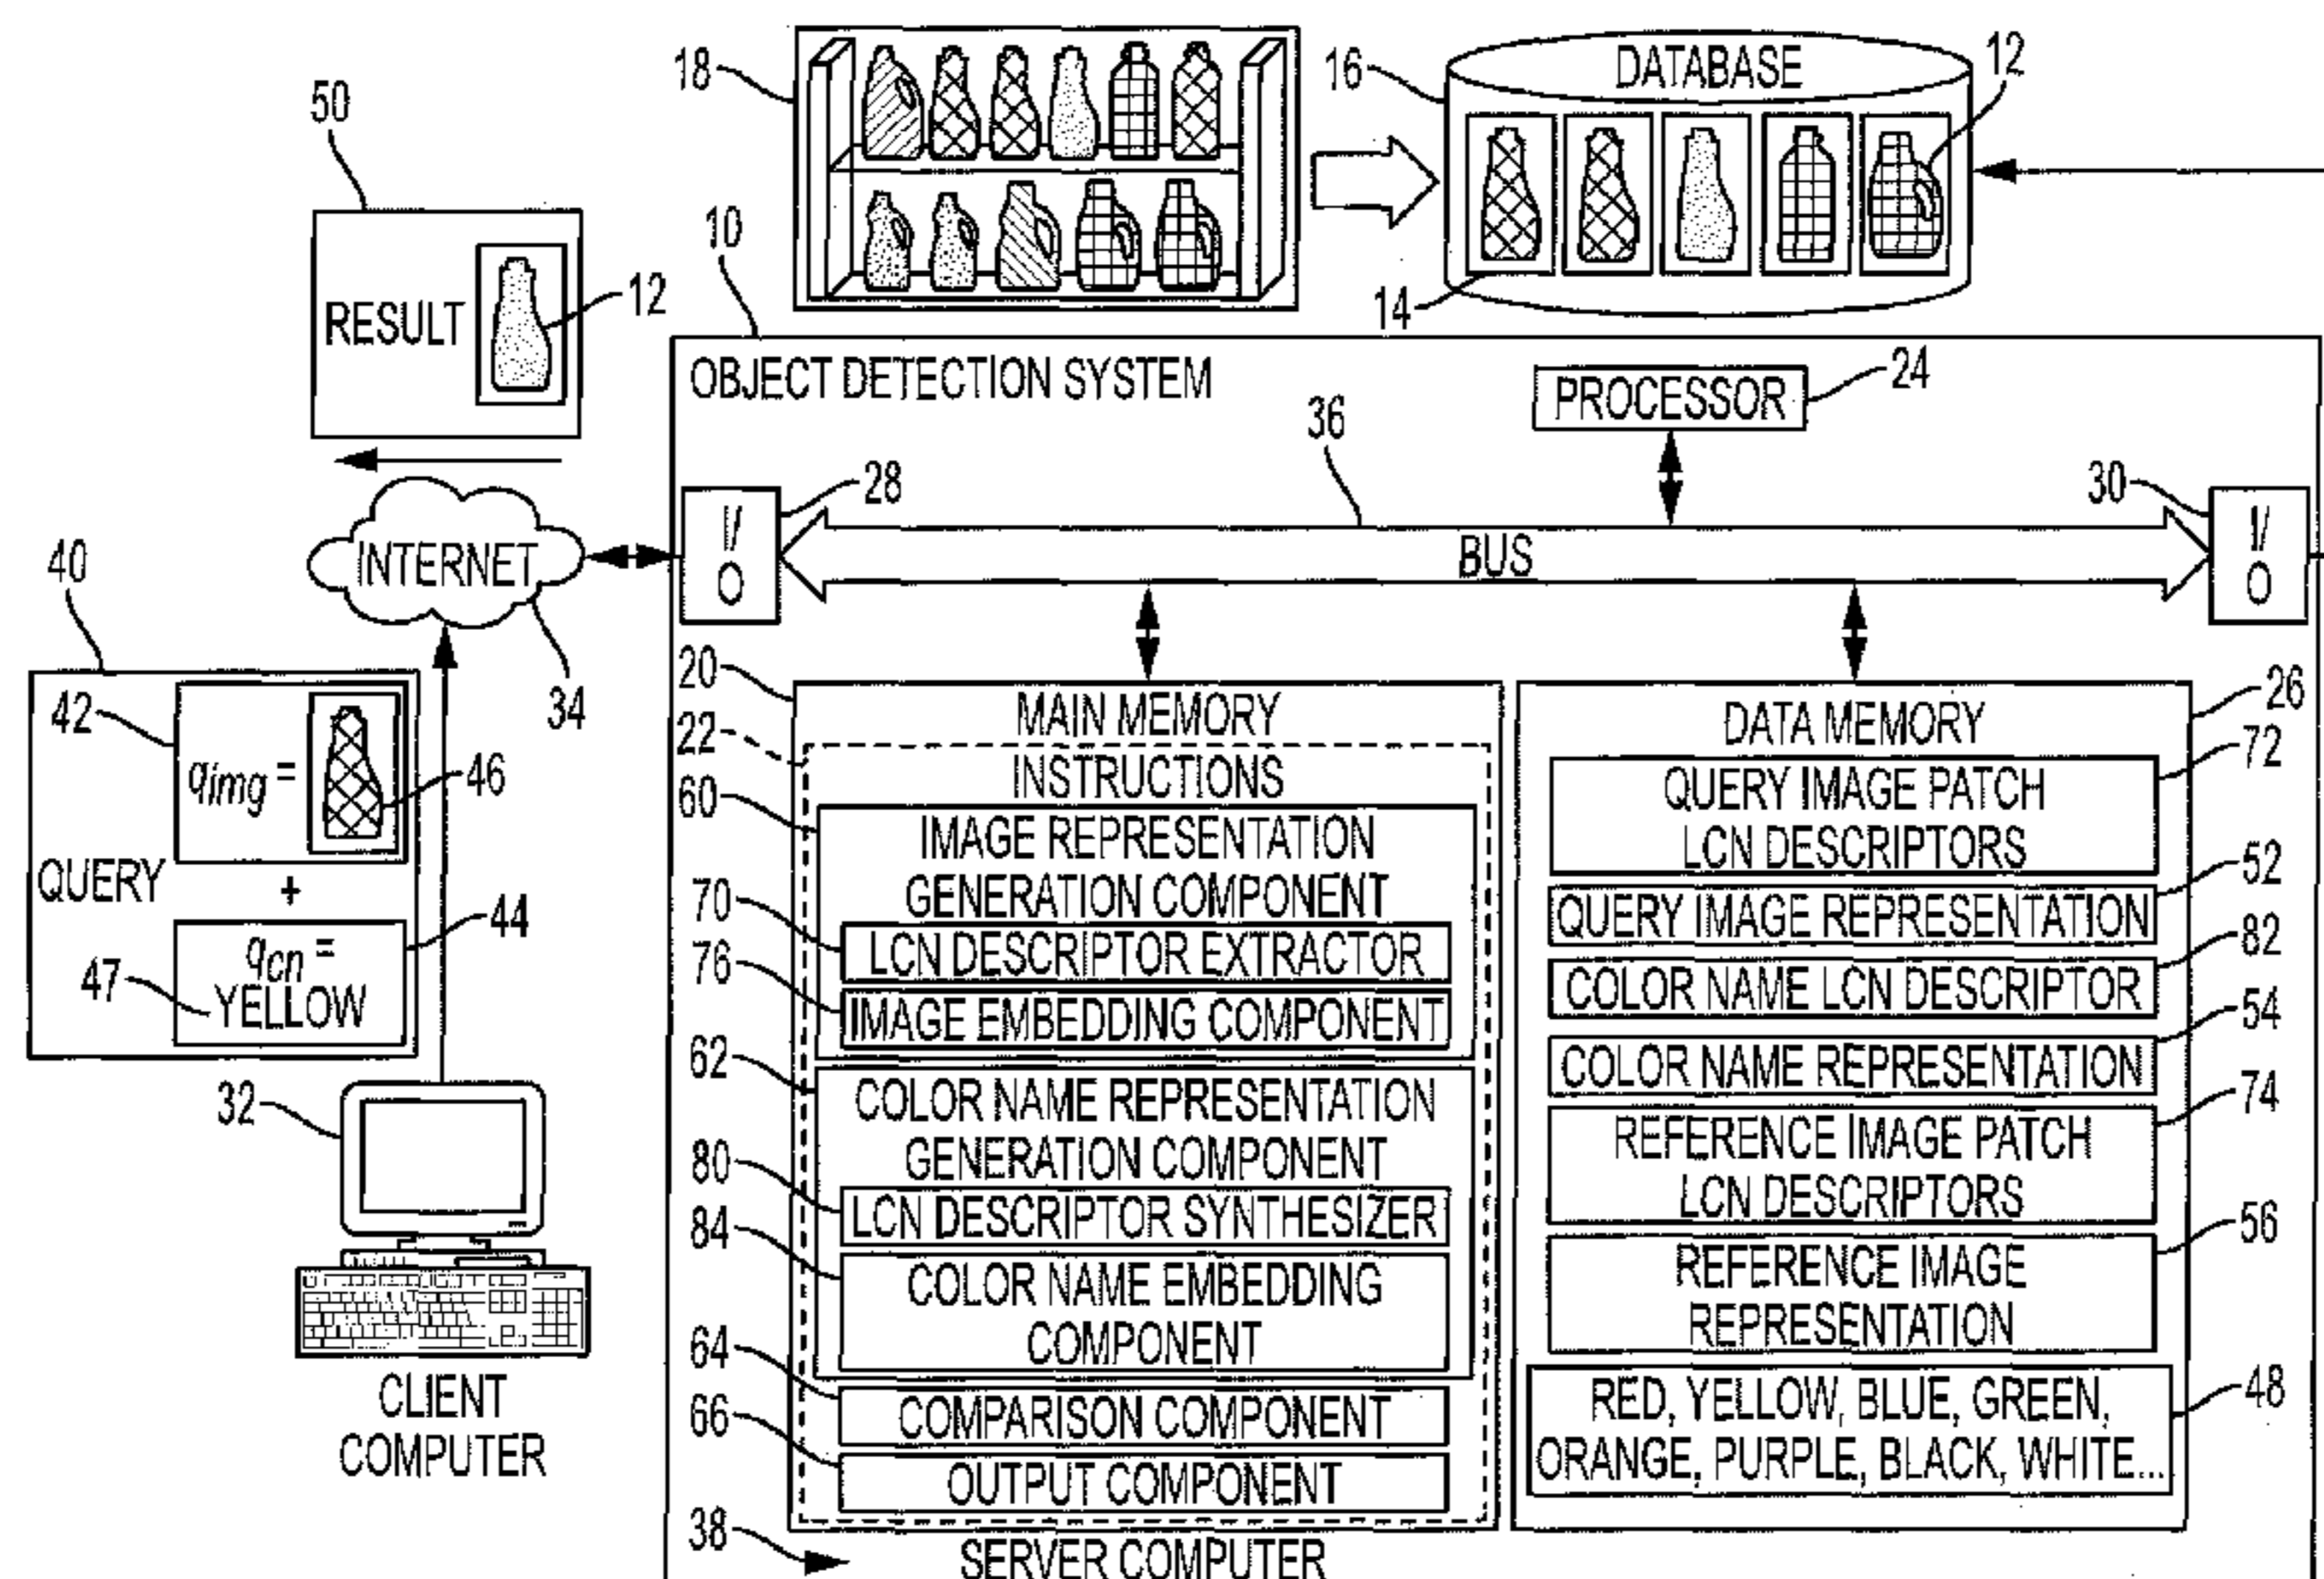 18
16
DATABASE
12
50
14
RESULT
12
10
OBJECT DETECTION SYSTEM
PROCESSOR
24
36
28
30
I/
O
BUS
I/
O
INTERNET
34
40
42
qimg =
46
QUERY
+
44
qcn =
47
YELLOW
32
CLIENT
COMPUTER
20
MAIN MEMORY
22
INSTRUCTIONS
60
IMAGE REPRESENTATION
GENERATION COMPONENT
70
LCN DESCRIPTOR EXTRACTOR
76
IMAGE EMBEDDING COMPONENT
62
COLOR NAME REPRESENTATION
GENERATION COMPONENT
80
LCN DESCRIPTOR SYNTHESIZER
84
COLOR NAME EMBEDDING
COMPONENT
64
COMPARISON COMPONENT
66
OUTPUT COMPONENT
38
SERVER COMPUTER
26
DATA MEMORY
72
QUERY IMAGE PATCH
LCN DESCRIPTORS
52
QUERY IMAGE REPRESENTATION
82
COLOR NAME LCN DESCRIPTOR
54
COLOR NAME REPRESENTATION
74
REFERENCE IMAGE PATCH
LCN DESCRIPTORS
56
REFERENCE IMAGE
REPRESENTATION
48
RED, YELLOW, BLUE, GREEN,
ORANGE, PURPLE, BLACK, WHITE...